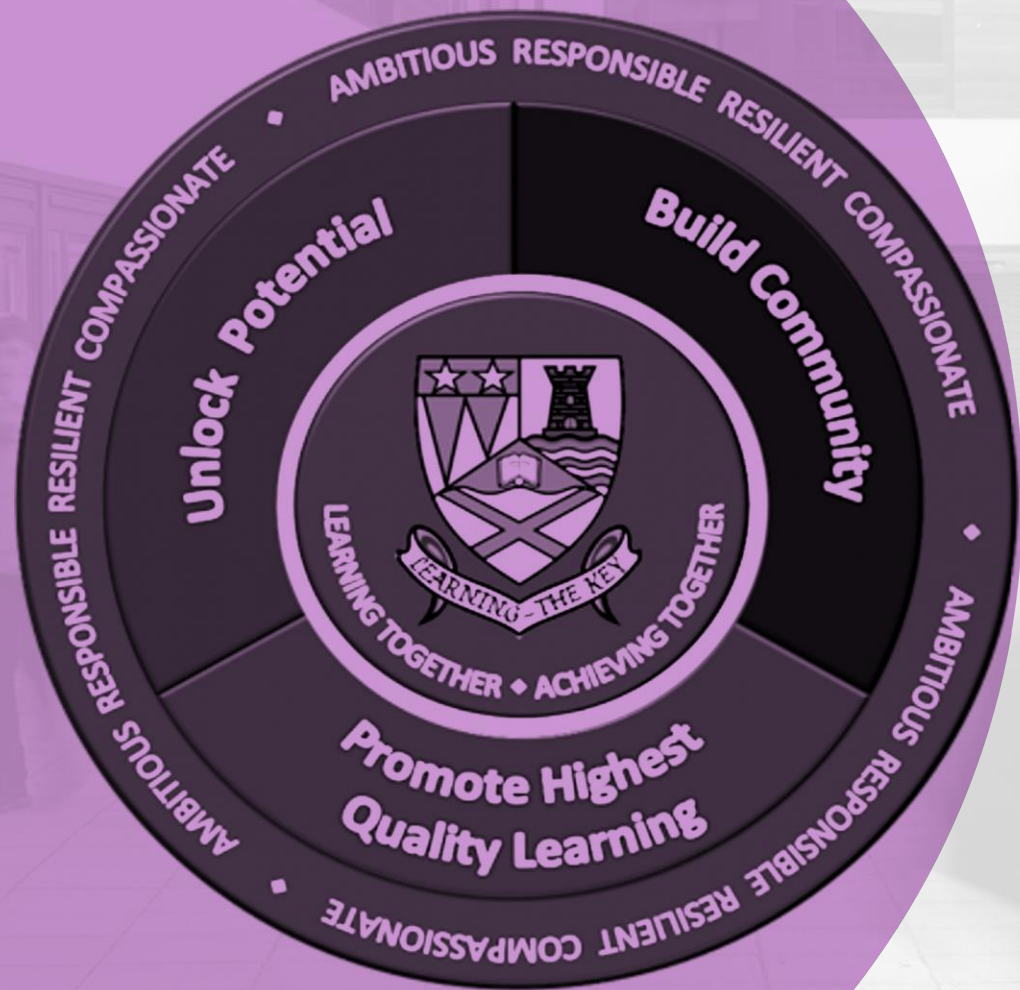 AMBITIOUS RESPONSIBLE RESILIENT COMPASSIONATE
AMBITIOUS RESPONSIBLE RESILIENT COMPASSIONATE
AMBITIOUS RESPONSIBLE RESILIENT COMPASSIONATE
Unlock Potential
Build Community
Promote Highest
Quality Learning
LEARNING-THE KEY
LEARNING TOGETHER ◆ ACHIEVING TOGETHER